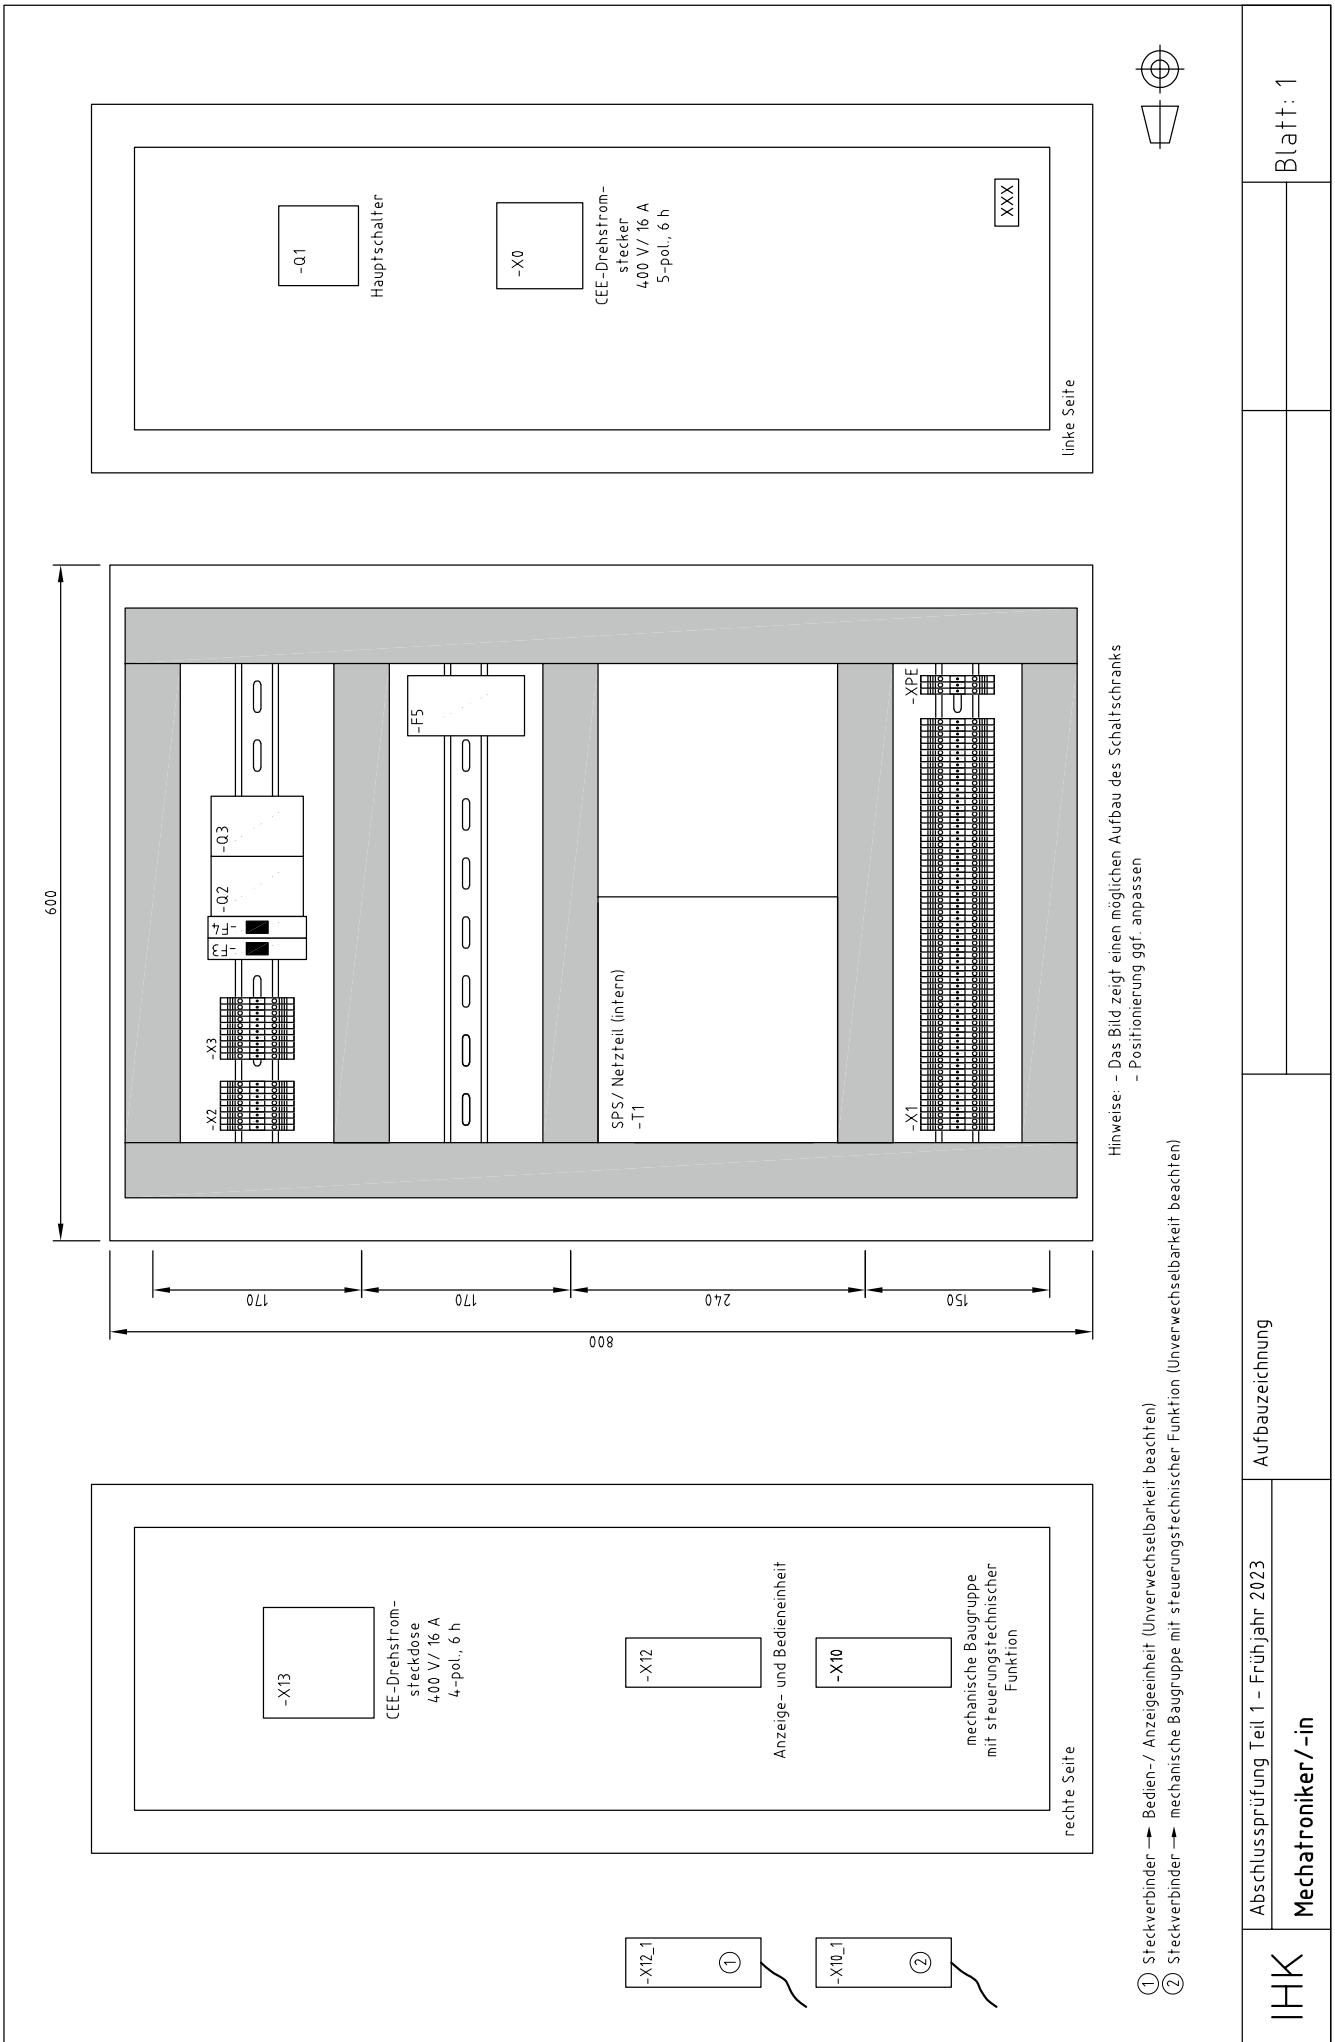 -X12_1
1
-X10_1
2
-X13
CEE-Drehstrom-
steckdose
400 V/ 16 A
4-pol., 6 h
-X12
Anzeige- und Bedieneinheit
-X10
mechanische Baugruppe
mit steuerungstechnischer
Funktion
rechte Seite
600
800
170
170
240
150
-X2
-X3
-F3
-F4
-Q2
-Q3
-F5
SPS/ Netzteil (intern)
-T1
-X1
-XPE
Hinweise: - Das Bild zeigt einen möglichen Aufbau des Schaltschranks
- Positionierung ggf. anpassen
-Q1
Hauptschalter
-X0
CEE-Drehstrom-
stecker
400 V/ 16 A
5-pol., 6 h
XXX
linke Seite
1 Steckverbinder → Bedien-/ Anzeigeeinheit (Unverwechselbarkeit beachten)
2 Steckverbinder → mechanische Baugruppe mit steuerungstechnischer Funktion (Unverwechselbarkeit beachten)
IHK
Abschlussprüfung Teil 1 - Frühjahr 2023
Mechatroniker/-in
Aufbauzeichnung
Blatt: 1